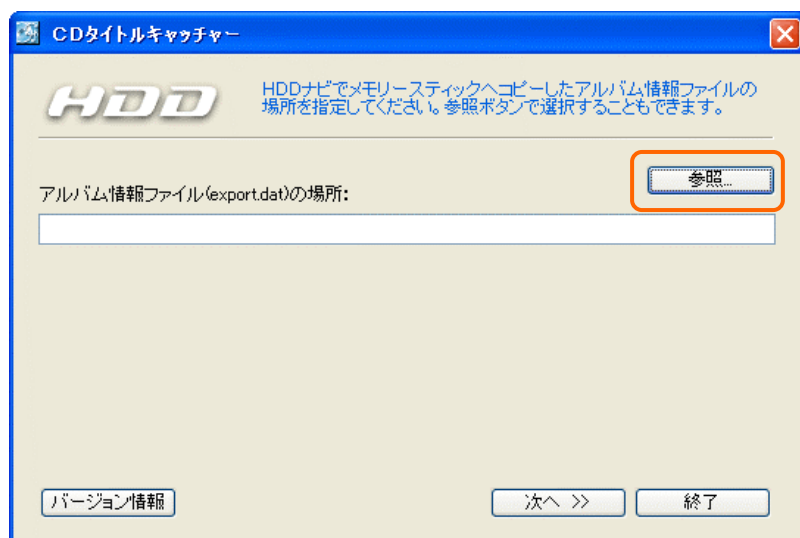 CDタイトルキャッチャー
HDD
HDDナビでメモリースティックへコピーしたアルバム情報ファイルの
場所を指定してください。参照ボタンで選択することもできます。
参照...
アルバム情報ファイル(export.dat)の場所:
バージョン情報
次へ >>
終了